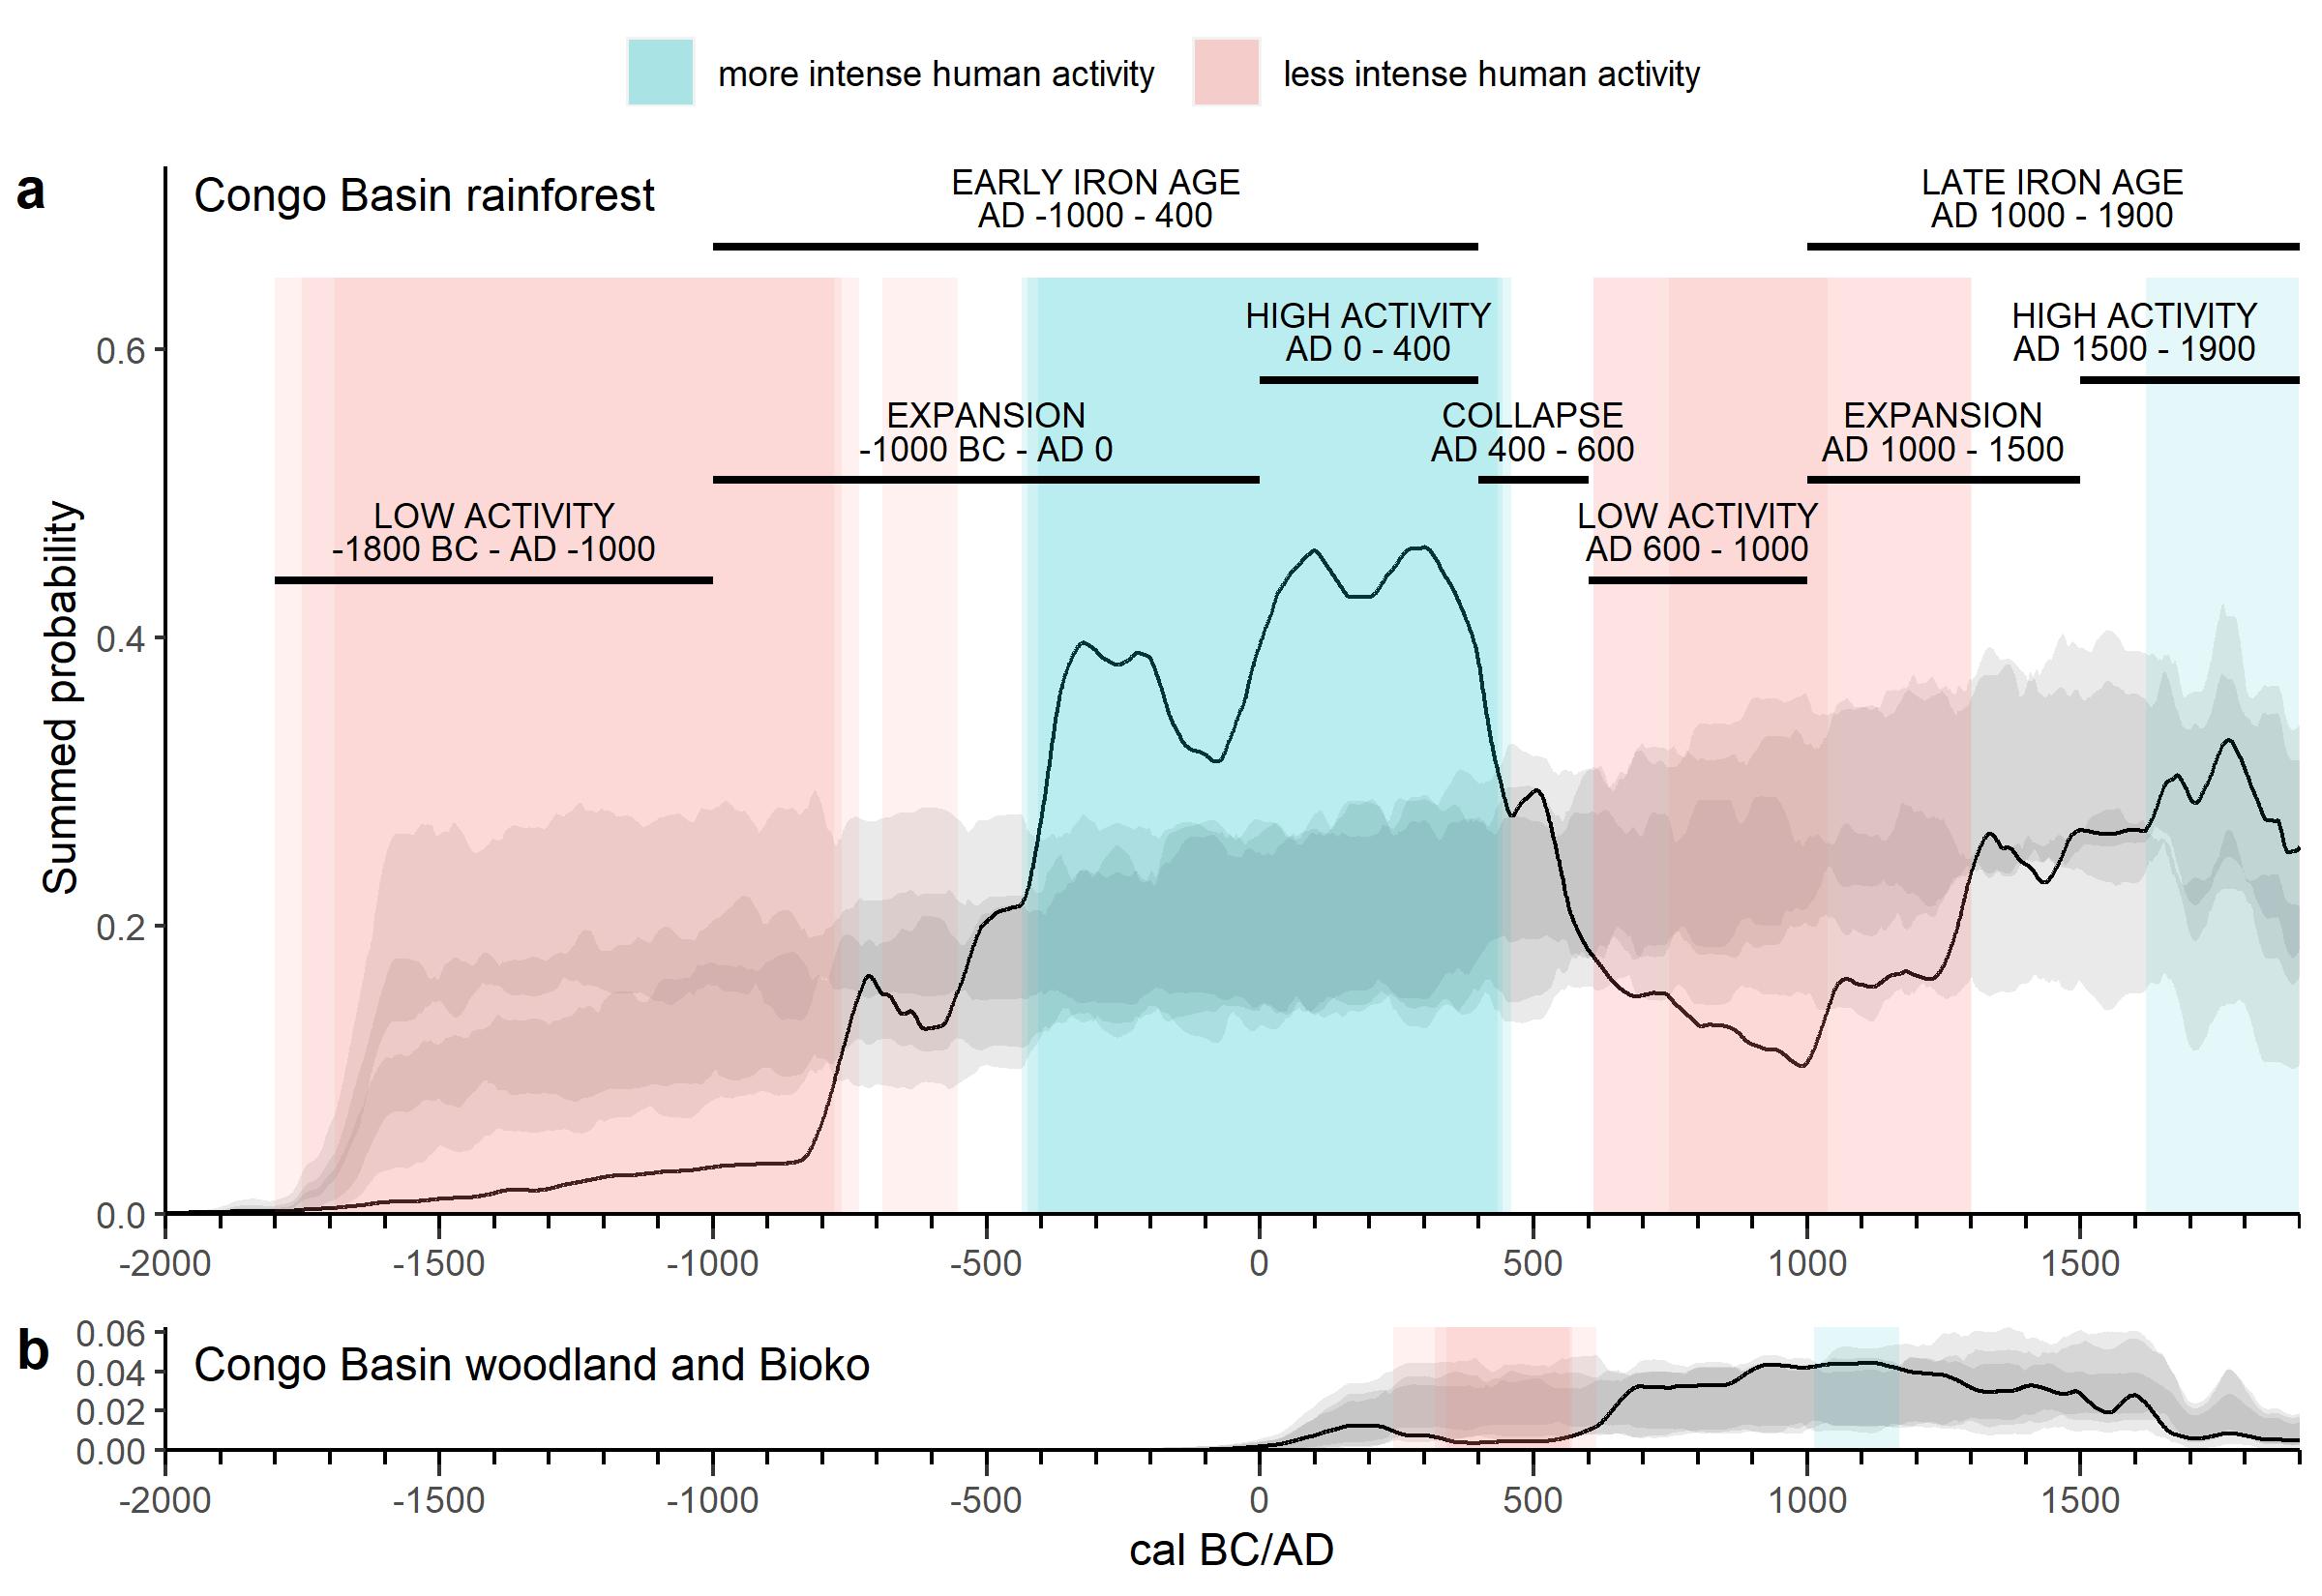 more intense human activity
less intense human activity
a
Congo Basin rainforest
EARLY IRON AGE
AD -1000 - 400
LATE IRON AGE
AD 1000 - 1900
HIGH ACTIVITY
AD 0 - 400
HIGH ACTIVITY
AD 1500 - 1900
EXPANSION
-1000 BC - AD 0
COLLAPSE
AD 400 - 600
EXPANSION
AD 1000 - 1500
LOW ACTIVITY
-1800 BC - AD -1000
LOW ACTIVITY
AD 600 - 1000
Summed probability
0.6
0.4
0.2
0.0
-2000 -1500 -1000 -500 0 500 1000 1500
b
Congo Basin woodland and Bioko
0.06
0.04
0.02
0.00
-2000 -1500 -1000 -500 0 500 1000 1500
cal BC/AD